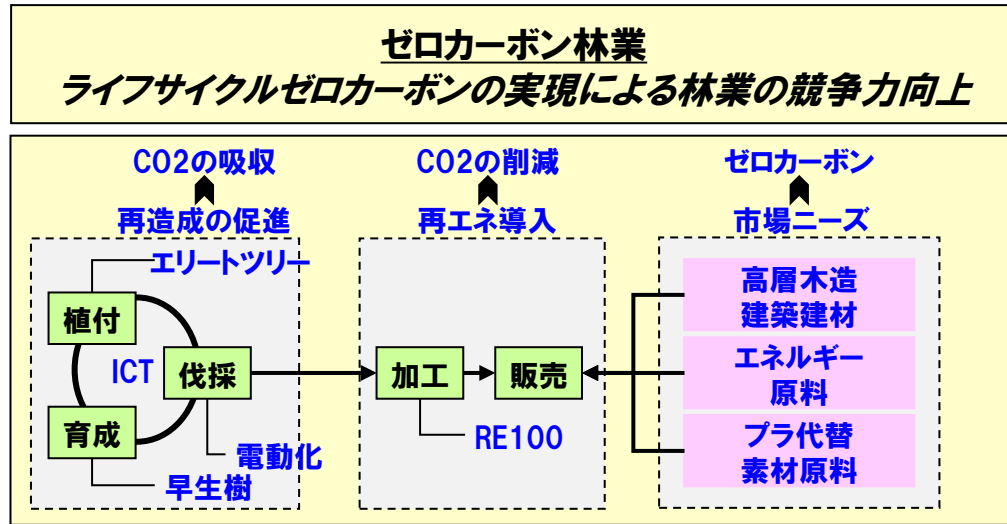 ゼロカーボン林業
ライフサイクルゼロカーボンの実現による林業の競争力向上
CO2の吸収
再造成の促進
エリートツリー
植付
ICT
伐採
育成
電動化
早生樹
CO2の削減
再エネ導入
加工
販売
RE100
ゼロカーボン
市場ニーズ
高層木造
建築建材
エネルギー
原料
プラ代替
素材原料